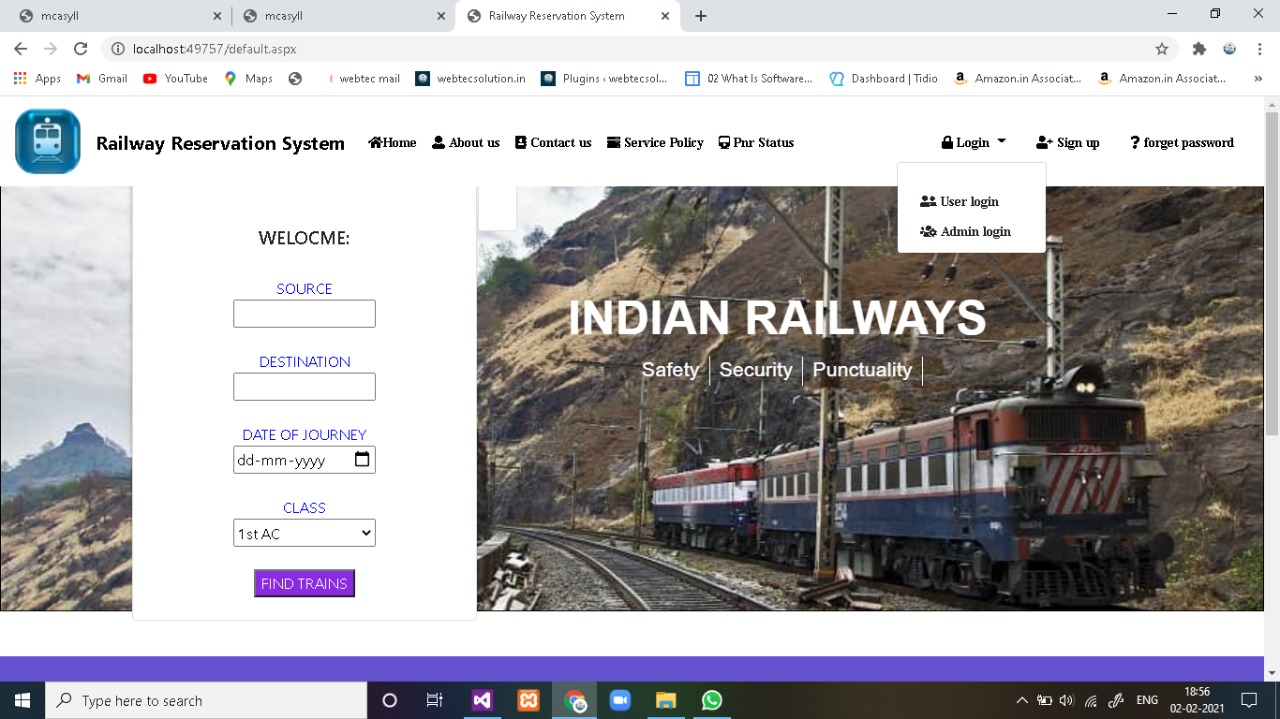 mcasyll
mcasyll
Railway Reservation System
localhost:49757/default.aspx
Apps
Gmail
YouTube
Maps
webtec mail
webtecsolution.in
Plugins ‹ webtecsol...
02 What Is Software...
Dashboard | Tidio
Amazon.in Associat...
Amazon.in Associat...
»
Railway Reservation System
Home
About us
Contact us
Service Policy
Pnr Status
Login
Sign up
? forget password
User login
Admin login
WELOCME:
SOURCE
DESTINATION
DATE OF JOURNEY
dd-mm-yyyy
CLASS
1st AC
FIND TRAINS
INDIAN RAILWAYS
Safety
Security
Punctuality
Type here to search
ENG
18:56
02-02-2021